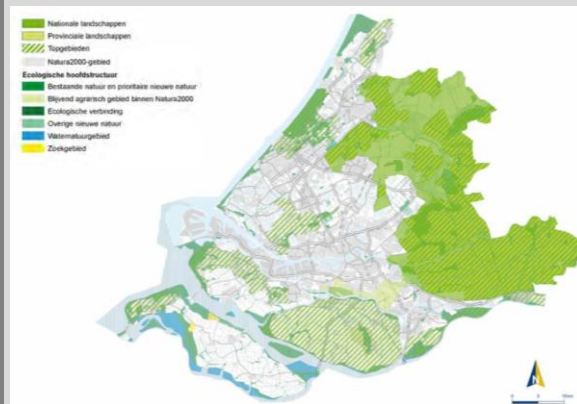 Nationale landschappen
Provinciale landschappen
Topgebieden
Natura2000-gebied
Ecologische hoofdstructuur
Bestaande natuur en prioritaire nieuwe natuur
Blijvend agrarisch gebied binnen Natura2000
Ecologische verbinding
Overige nieuwe natuur
Waternatuurgebied
Zoekgebied